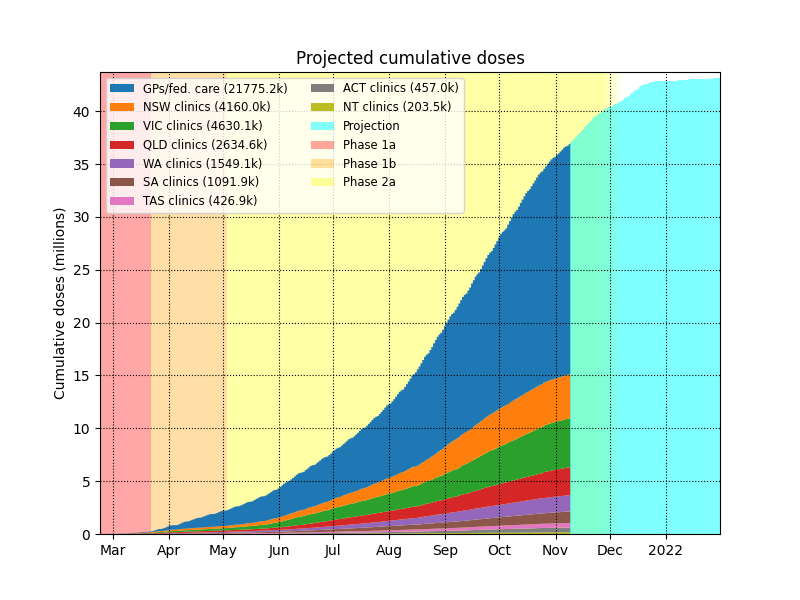 Projected cumulative doses
GPs/fed. care (21775.2k)
NSW clinics (4160.0k)
VIC clinics (4630.1k)
QLD clinics (2634.6k)
WA clinics (1549.1k)
SA clinics (1091.9k)
TAS clinics (426.9k)
ACT clinics (457.0k)
NT clinics (203.5k)
Projection
Phase 1a
Phase 1b
Phase 2a
Cumulative doses (millions)
40
35
30
25
20
15
10
5
0
Mar Apr May Jun Jul Aug Sep Oct Nov Dec 2022